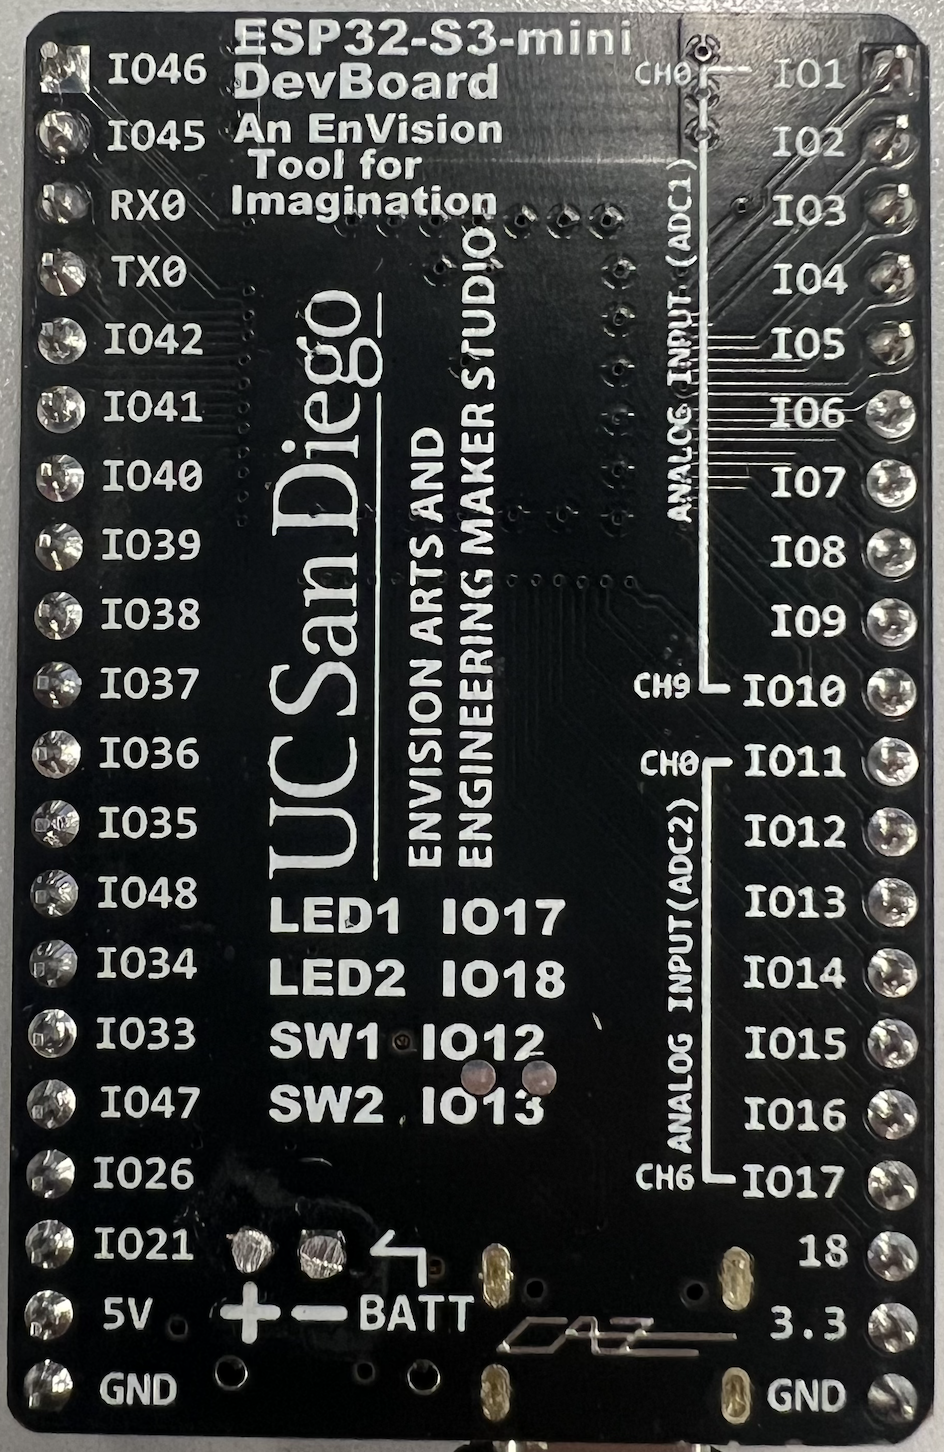 ESP32-S3-mini
DevBoard
An EnVision
Tool for
Imagination
IO46
IO45
RX0
TX0
IO42
IO41
IO40
IO39
IO38
IO37
IO36
IO35
IO48
IO34
IO33
IO47
IO26
IO21
5V
GND
UC San Diego
ENVISION ARTS AND
ENGINEERING MAKER STUDIO
LED1 IO17
LED2 IO18
SW1 IO12
SW2 IO13
+ - BATT
CAZ
CH0
ANALOG INPUT (ADC1)
CH9
CH0
ANALOG INPUT(ADC2)
CH6
IO1
IO2
IO3
IO4
IO5
IO6
IO7
IO8
IO9
IO10
IO11
IO12
IO13
IO14
IO15
IO16
IO17
18
3.3
GND